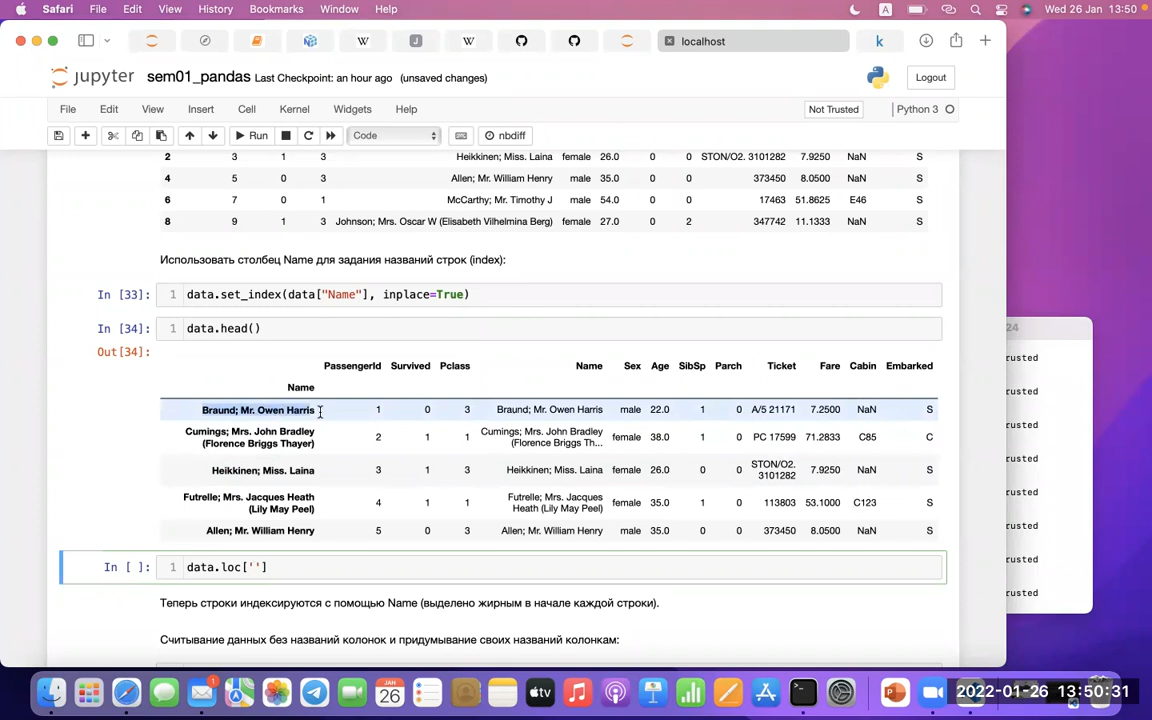 Safari File Edit View History Bookmarks Window Help A Wed 26 Jan 13:50
W J W localhost k
jupyter sem01_pandas Last Checkpoint: an hour ago (unsaved changes) Logout
File Edit View Insert Cell Kernel Widgets Help Not Trusted Python 3
Run Code nbdiff
2 3 1 3 Heikkinen; Miss. Laina female 26.0 0 0 STON/O2. 3101282 7.9250 NaN S
4 5 0 3 Allen; Mr. William Henry male 35.0 0 0 373450 8.0500 NaN S
6 7 0 1 McCarthy; Mr. Timothy J male 54.0 0 0 17463 51.8625 E46 S
8 9 1 3 Johnson; Mrs. Oscar W (Elisabeth Vilhelmina Berg) female 27.0 0 2 347742 11.1333 NaN S
Использовать столбец Name для задания названий строк (index):
In [33]: 1 data.set_index(data["Name"], inplace=True)
In [34]: 1 data.head()
Out[34]:
PassengerId Survived Pclass Name Sex Age SibSp Parch Ticket Fare Cabin Embarked
Name
Braund; Mr. Owen Harris 1 0 3 Braund; Mr. Owen Harris male 22.0 1 0 A/5 21171 7.2500 NaN S
Cumings; Mrs. John Bradley (Florence Briggs Thayer) 2 1 1 Cumings; Mrs. John Bradley (Florence Briggs Th... female 38.0 1 0 PC 17599 71.2833 C85 C
Heikkinen; Miss. Laina 3 1 3 Heikkinen; Miss. Laina female 26.0 0 0 STON/O2. 3101282 7.9250 NaN S
Futrelle; Mrs. Jacques Heath (Lily May Peel) 4 1 1 Futrelle; Mrs. Jacques Heath (Lily May Peel) female 35.0 1 0 113803 53.1000 C123 S
Allen; Mr. William Henry 5 0 3 Allen; Mr. William Henry male 35.0 0 0 373450 8.0500 NaN S
In [ ]: 1 data.loc['']
Теперь строки индексируются с помощью Name (выделено жирным в начале каждой строки).
Считывание данных без названий колонок и придумывание своих названий колонкам:
24
rusted
rusted
rusted
rusted
rusted
rusted
rusted
rusted
1
JAN
26
tv
2022-01-26 13:50:31